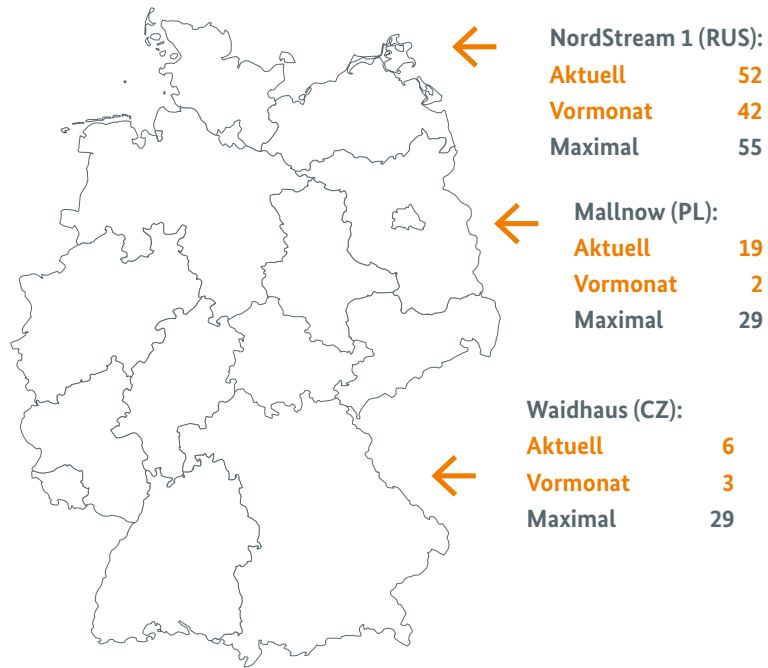 NordStream 1 (RUS):
Aktuell 52
Vormonat 42
Maximal 55
Mallnow (PL):
Aktuell 19
Vormonat 2
Maximal 29
Waidhaus (CZ):
Aktuell 6
Vormonat 3
Maximal 29